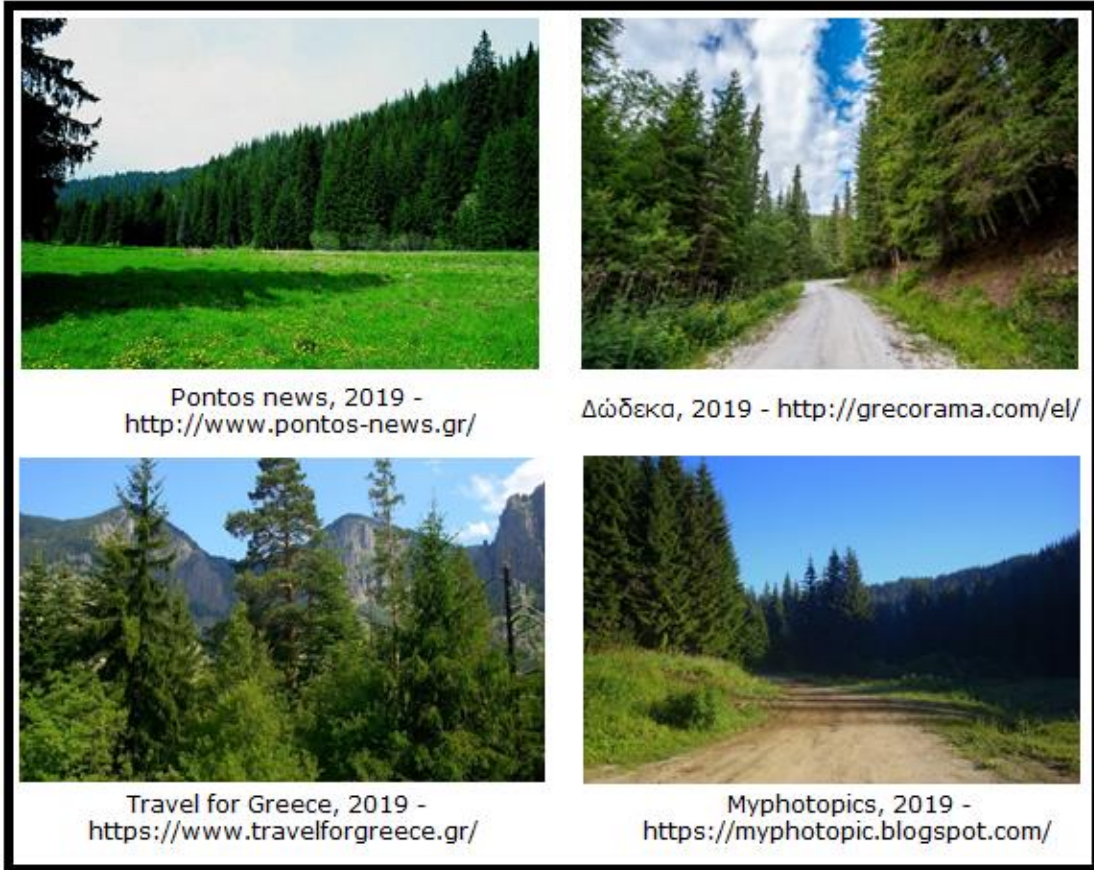 Pontos news, 2019 -
http://www.pontos-news.gr/
Δώδεκα, 2019 - http://grecorama.com/el/
Travel for Greece, 2019 -
https://www.travelforgreece.gr/
Myphotopics, 2019 -
https://myphotopic.blogspot.com/